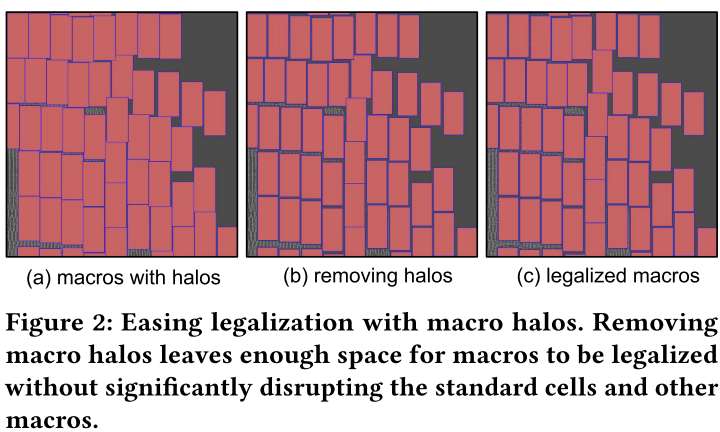 (a) macros with halos (b) removing halos (c) legalized macros
Figure 2: Easing legalization with macro halos. Removing
macro halos leaves enough space for macros to be legalized
without significantly disrupting the standard cells and other
macros.